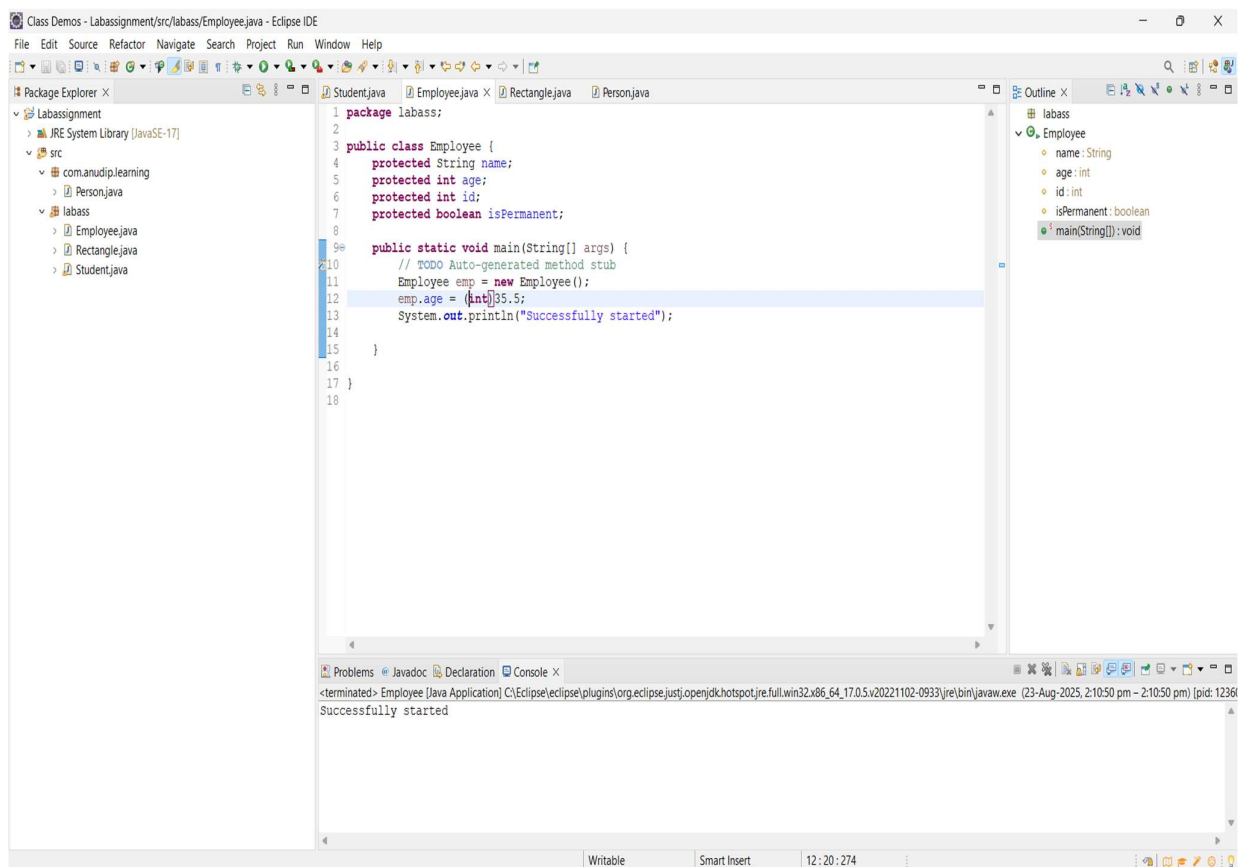 Class Demos - Labassignment/src/labass/Employee.java - Eclipse IDE
File Edit Source Refactor Navigate Search Project Run Window Help
Package Explorer
Labassignment
JRE System Library [JavaSE-17]
src
com.anudip.learning
Person.java
labass
Employee.java
Rectangle.java
Student.java
Student.java Employee.java Rectangle.java Person.java
1 package labass;
2
3 public class Employee {
4 protected String name;
5 protected int age;
6 protected int id;
7 protected boolean isPermanent;
8
9 public static void main(String[] args) {
10 // TODO Auto-generated method stub
11 Employee emp = new Employee();
12 emp.age = (int)35.5;
13 System.out.println("Successfully started");
14
15 }
16
17 }
18
Outline
labass
Employee
name : String
age : int
id : int
isPermanent : boolean
main(String[]) : void
Problems Javadoc Declaration Console
<terminated> Employee [Java Application] C:\Eclipse\eclipse\plugins\org.eclipse.justj.openjdk.hotspot.jre.full.win32.x86_64_17.0.5.v20221102-0933\jre\bin\javaw.exe (23-Aug-2025, 2:10:50 pm – 2:10:50 pm) [pid: 1236
Successfully started
Writable Smart Insert 12 : 20 : 274